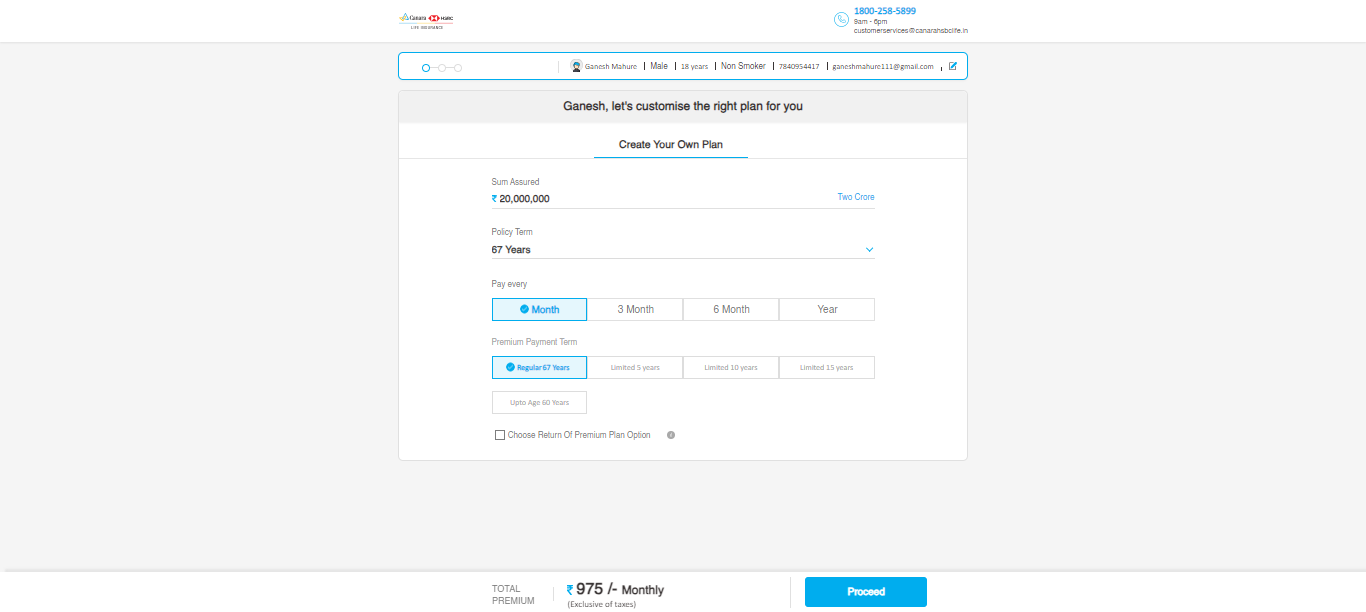 Canara HSBC
LIFE INSURANCE
1800-258-5899
9am - 6pm
customerservices@canarahsbclife.in
Ganesh Mahure | Male | 18 years | Non Smoker | 7840954417 | ganeshmahure111@gmail.com
Ganesh, let's customise the right plan for you
Create Your Own Plan
Sum Assured
₹ 20,000,000 Two Crore
Policy Term
67 Years
Pay every
Month 3 Month 6 Month Year
Premium Payment Term
Regular 67 Years Limited 5 years Limited 10 years Limited 15 years
Upto Age 60 Years
Choose Return Of Premium Plan Option i
TOTAL PREMIUM ₹ 975 /- Monthly
(Exclusive of taxes)
Proceed